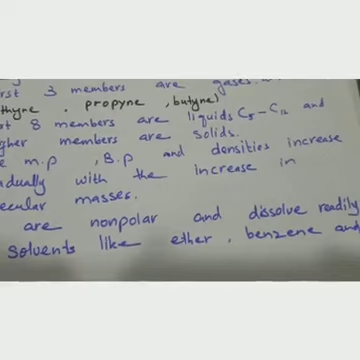 rst 3 members are gases.
thyne, propyne, butyne)
t 8 members are liquids C5-C12 and
gher members are solids.
e m.p, B.p and densities increase
adually with the increase in
ecular masses.
are nonpolar and dissolve readily
solvents like ether, benzene and